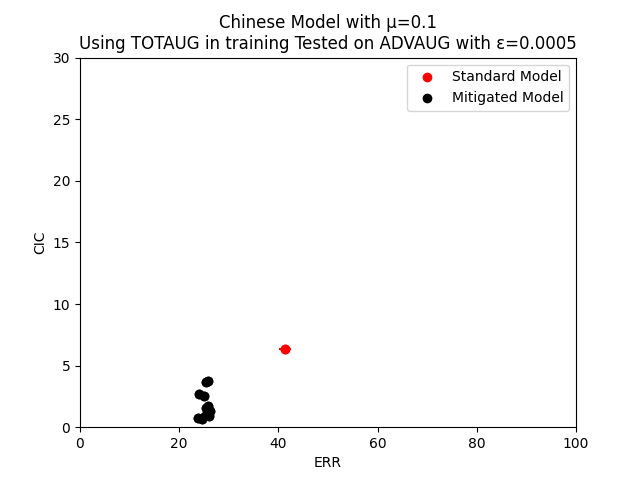 Chinese Model with μ=0.1
Using TOTAUG in training Tested on ADVAUG with ε=0.0005
30
Standard Model
Mitigated Model
25
20
15
CIC
10
5
0
0 20 40 60 80 100
ERR